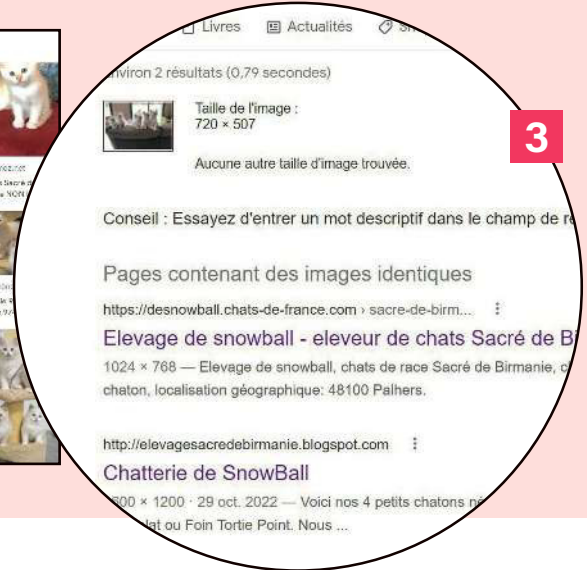 Livres Actualités
environ 2 résultats (0,79 secondes)
Taille de l'image :
720 × 507
Aucune autre taille d'image trouvée.
3
Conseil : Essayez d'entrer un mot descriptif dans le champ de
Pages contenant des images identiques
https://desnowball.chats-de-france.com › sacre-de-birm...
Elevage de snowball - eleveur de chats Sacré de B
1024 × 768 — Elevage de snowball, chats de race Sacré de Birmanie,
chaton, localisation géographique: 48100 Palhers.
http://elevagesacredebirmanie.blogspot.com
Chatterie de SnowBall
× 1200 · 29 oct. 2022 — Voici nos 4 petits chatons
ou Foin Tortie Point. Nous ...